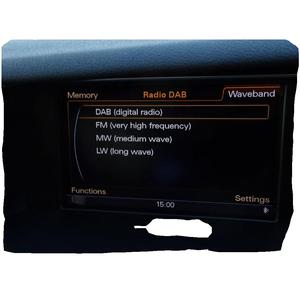 Memory Radio DAB Waveband
DAB (digital radio)
FM (very high frequency)
MW (medium wave)
LW (long wave)
Functions Settings
15:00